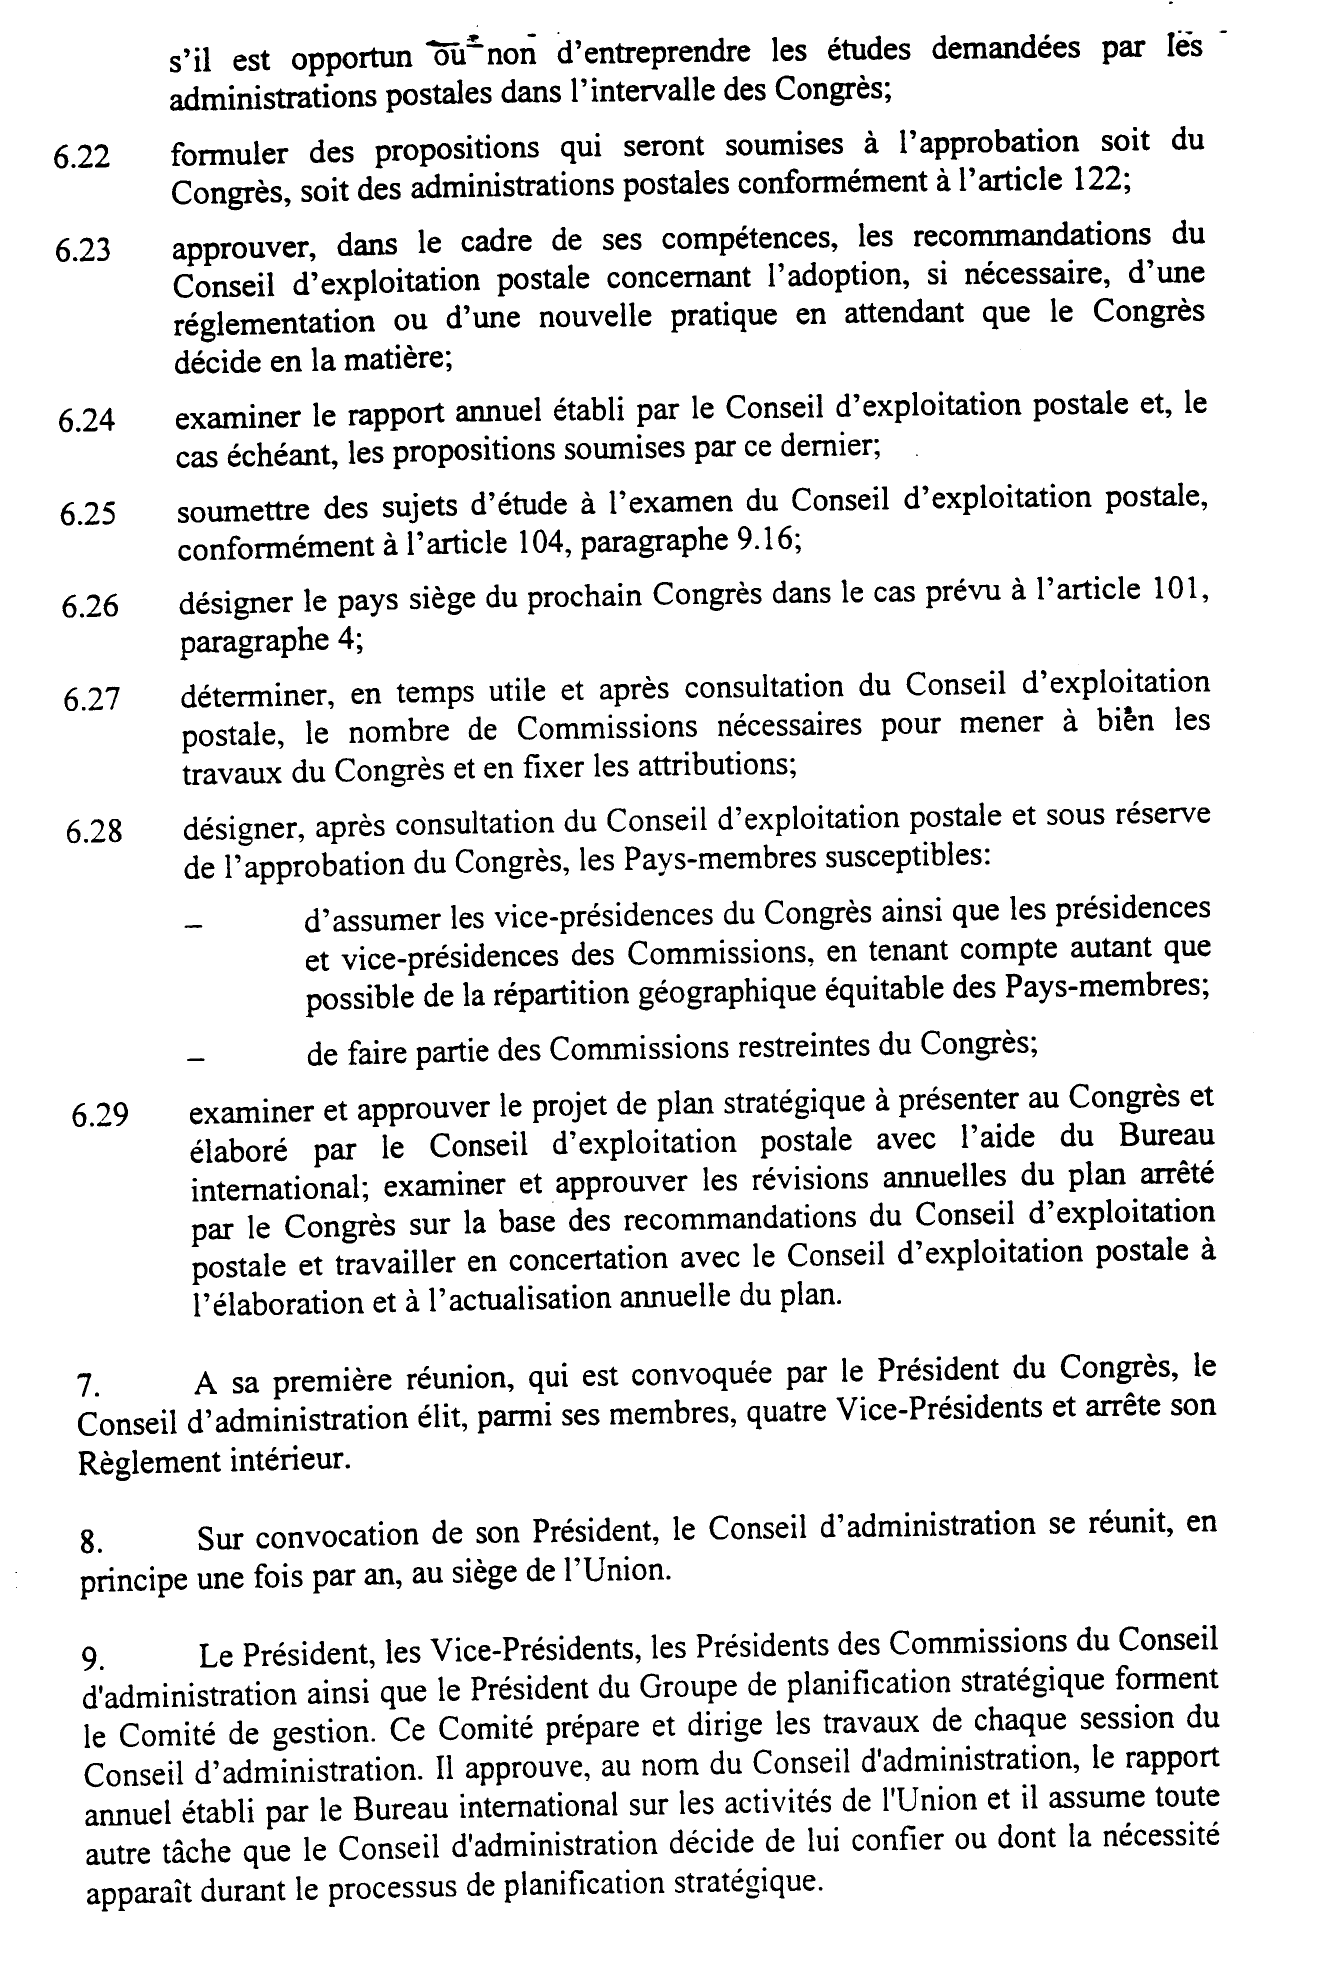 s’il est opportun ou non d’entreprendre les études demandées par les
administrations postales dans l’intervalle des Congrès;
6.22 formuler des propositions qui seront soumises à l’approbation soit du
Congrès, soit des administrations postales conformément à l’article 122;
6.23 approuver, dans le cadre de ses compétences, les recommandations du
Conseil d’exploitation postale concernant l’adoption, si nécessaire, d’une
réglementation ou d’une nouvelle pratique en attendant que le Congrès
décide en la matière;
6.24 examiner le rapport annuel établi par le Conseil d’exploitation postale et, le
cas échéant, les propositions soumises par ce dernier;
6.25 soumettre des sujets d’étude à l’examen du Conseil d’exploitation postale,
conformément à l’article 104, paragraphe 9.16;
6.26 désigner le pays siège du prochain Congrès dans le cas prévu à l’article 101,
paragraphe 4;
6.27 déterminer, en temps utile et après consultation du Conseil d’exploitation
postale, le nombre de Commissions nécessaires pour mener à bien les
travaux du Congrès et en fixer les attributions;
6.28 désigner, après consultation du Conseil d’exploitation postale et sous réserve
de l’approbation du Congrès, les Pays-membres susceptibles:
– d’assumer les vice-présidences du Congrès ainsi que les présidences
et vice-présidences des Commissions, en tenant compte autant que
possible de la répartition géographique équitable des Pays-membres;
– de faire partie des Commissions restreintes du Congrès;
6.29 examiner et approuver le projet de plan stratégique à présenter au Congrès et
élaboré par le Conseil d’exploitation postale avec l’aide du Bureau
international; examiner et approuver les révisions annuelles du plan arrêté
par le Congrès sur la base des recommandations du Conseil d’exploitation
postale et travailler en concertation avec le Conseil d’exploitation postale à
l’élaboration et à l’actualisation annuelle du plan.
7. A sa première réunion, qui est convoquée par le Président du Congrès, le
Conseil d’administration élit, parmi ses membres, quatre Vice-Présidents et arrête son
Règlement intérieur.
8. Sur convocation de son Président, le Conseil d’administration se réunit, en
principe une fois par an, au siège de l’Union.
9. Le Président, les Vice-Présidents, les Présidents des Commissions du Conseil
d'administration ainsi que le Président du Groupe de planification stratégique forment
le Comité de gestion. Ce Comité prépare et dirige les travaux de chaque session du
Conseil d’administration. Il approuve, au nom du Conseil d'administration, le rapport
annuel établi par le Bureau international sur les activités de l'Union et il assume toute
autre tâche que le Conseil d'administration décide de lui confier ou dont la nécessité
apparaît durant le processus de planification stratégique.